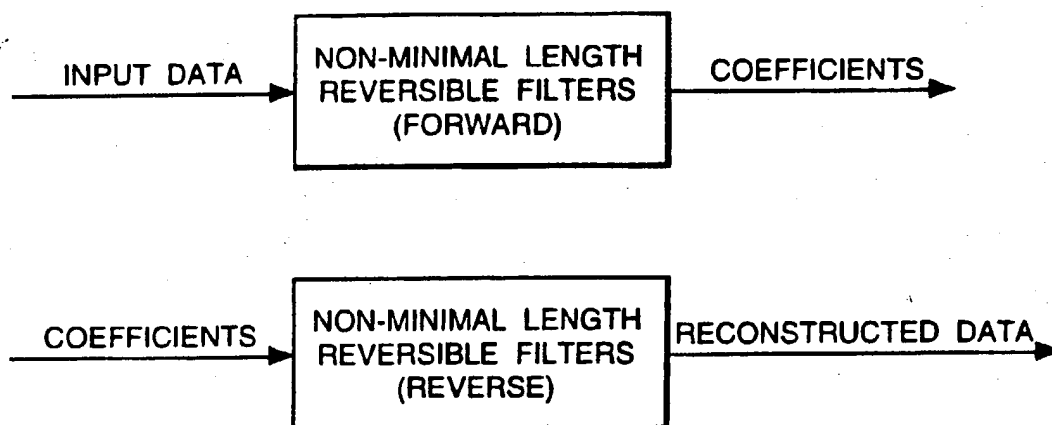 INPUT DATA
NON-MINIMAL LENGTH
REVERSIBLE FILTERS
(FORWARD)
COEFFICIENTS
COEFFICIENTS
NON-MINIMAL LENGTH
REVERSIBLE FILTERS
(REVERSE)
RECONSTRUCTED DATA